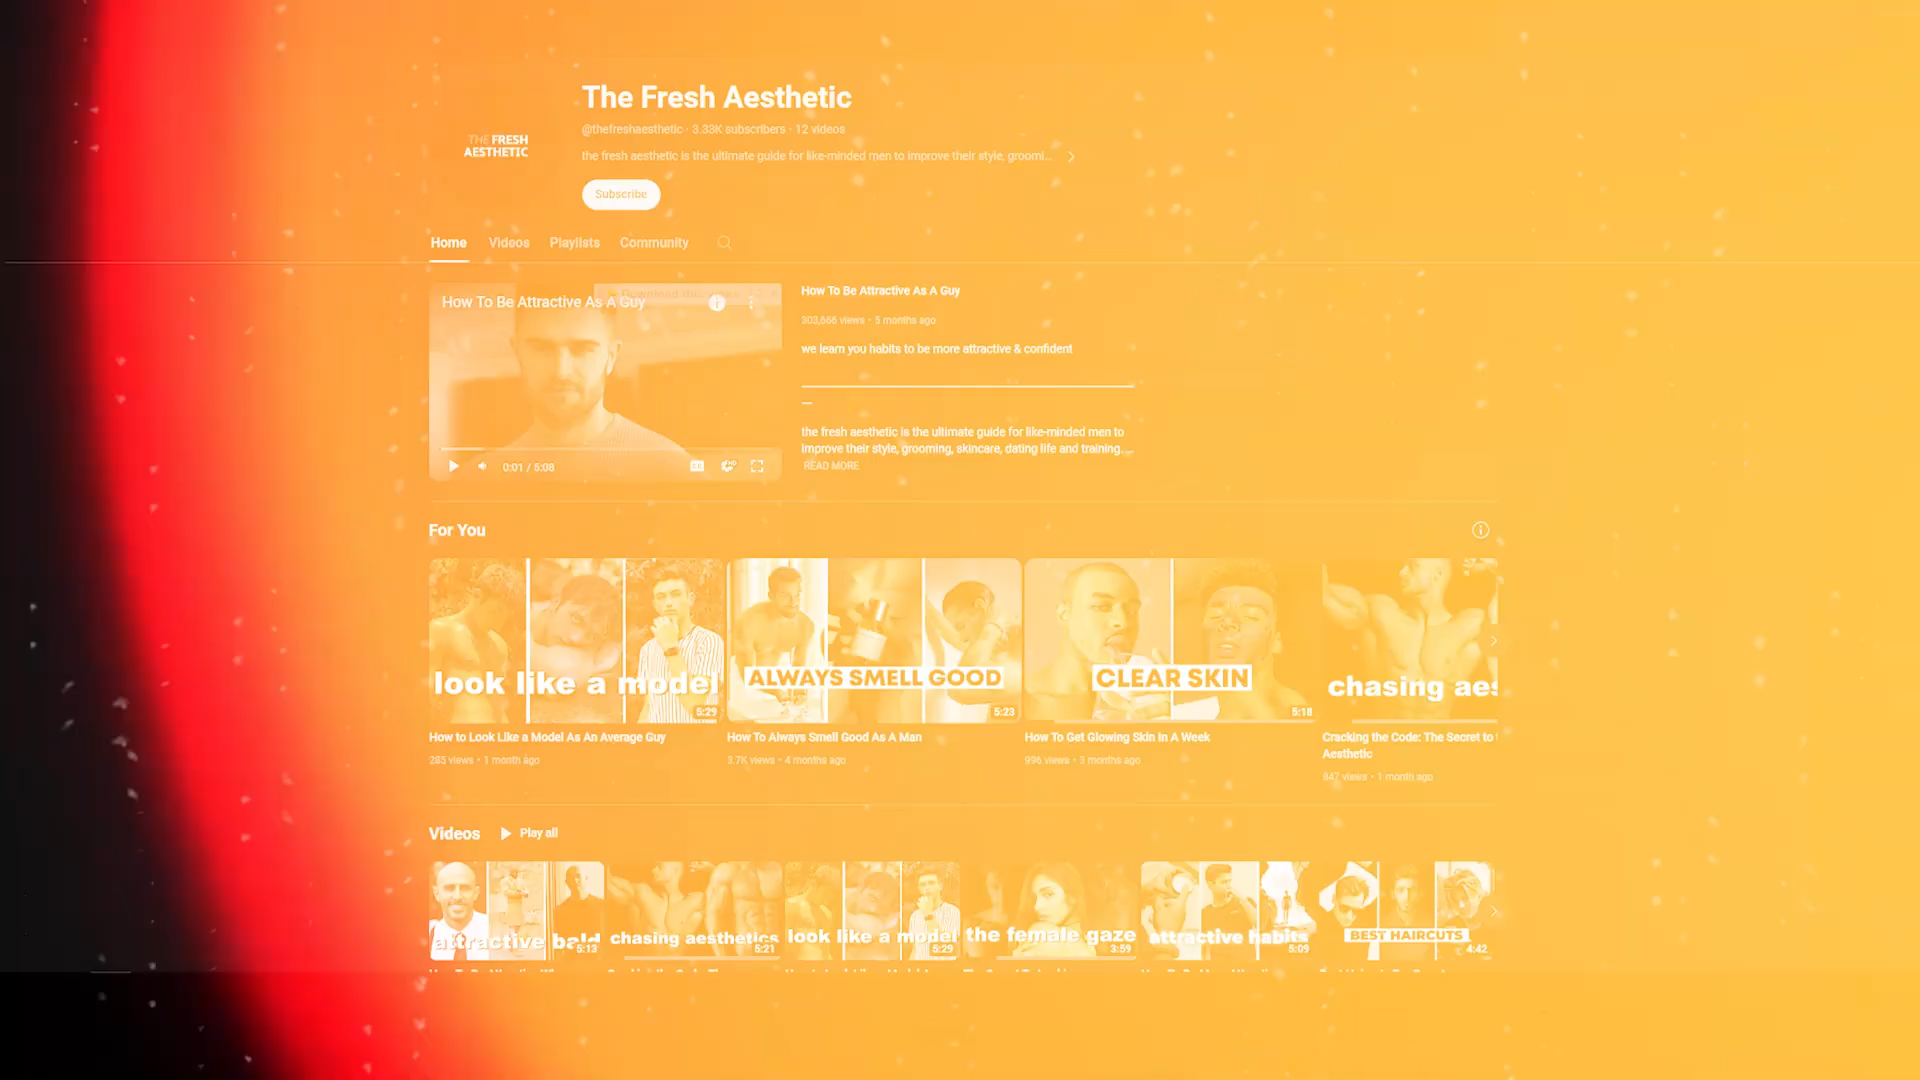 The Fresh Aesthetic
@thefreshaesthetic · 3.33K subscribers · 12 videos
THE FRESH
AESTHETIC
the fresh aesthetic is the ultimate guide for like-minded men to improve their style, groomi...
Subscribe
Home Videos Playlists Community
How To Be Attractive As A Guy
How To Be Attractive As A Guy
303,666 views • 5 months ago
we learn you habits to be more attractive & confident
the fresh aesthetic is the ultimate guide for like-minded men to
improve their style, grooming, skincare, dating life and training....
READ MORE
0:01 / 5:08
For You
look like a model
5:29
ALWAYS SMELL GOOD
5:23
CLEAR SKIN
5:18
chasing aes
How to Look Like a Model As An Average Guy
285 views • 1 month ago
How To Always Smell Good As A Man
3.7K views • 4 months ago
How To Get Glowing Skin In A Week
996 views • 3 months ago
Cracking the Code: The Secret to
Aesthetic
847 views • 1 month ago
Videos Play all
attractive bald
5:13
chasing aesthetics
5:21
look like a model
5:29
the female gaze
3:59
attractive habits
5:09
BEST HAIRCUTS
4:42